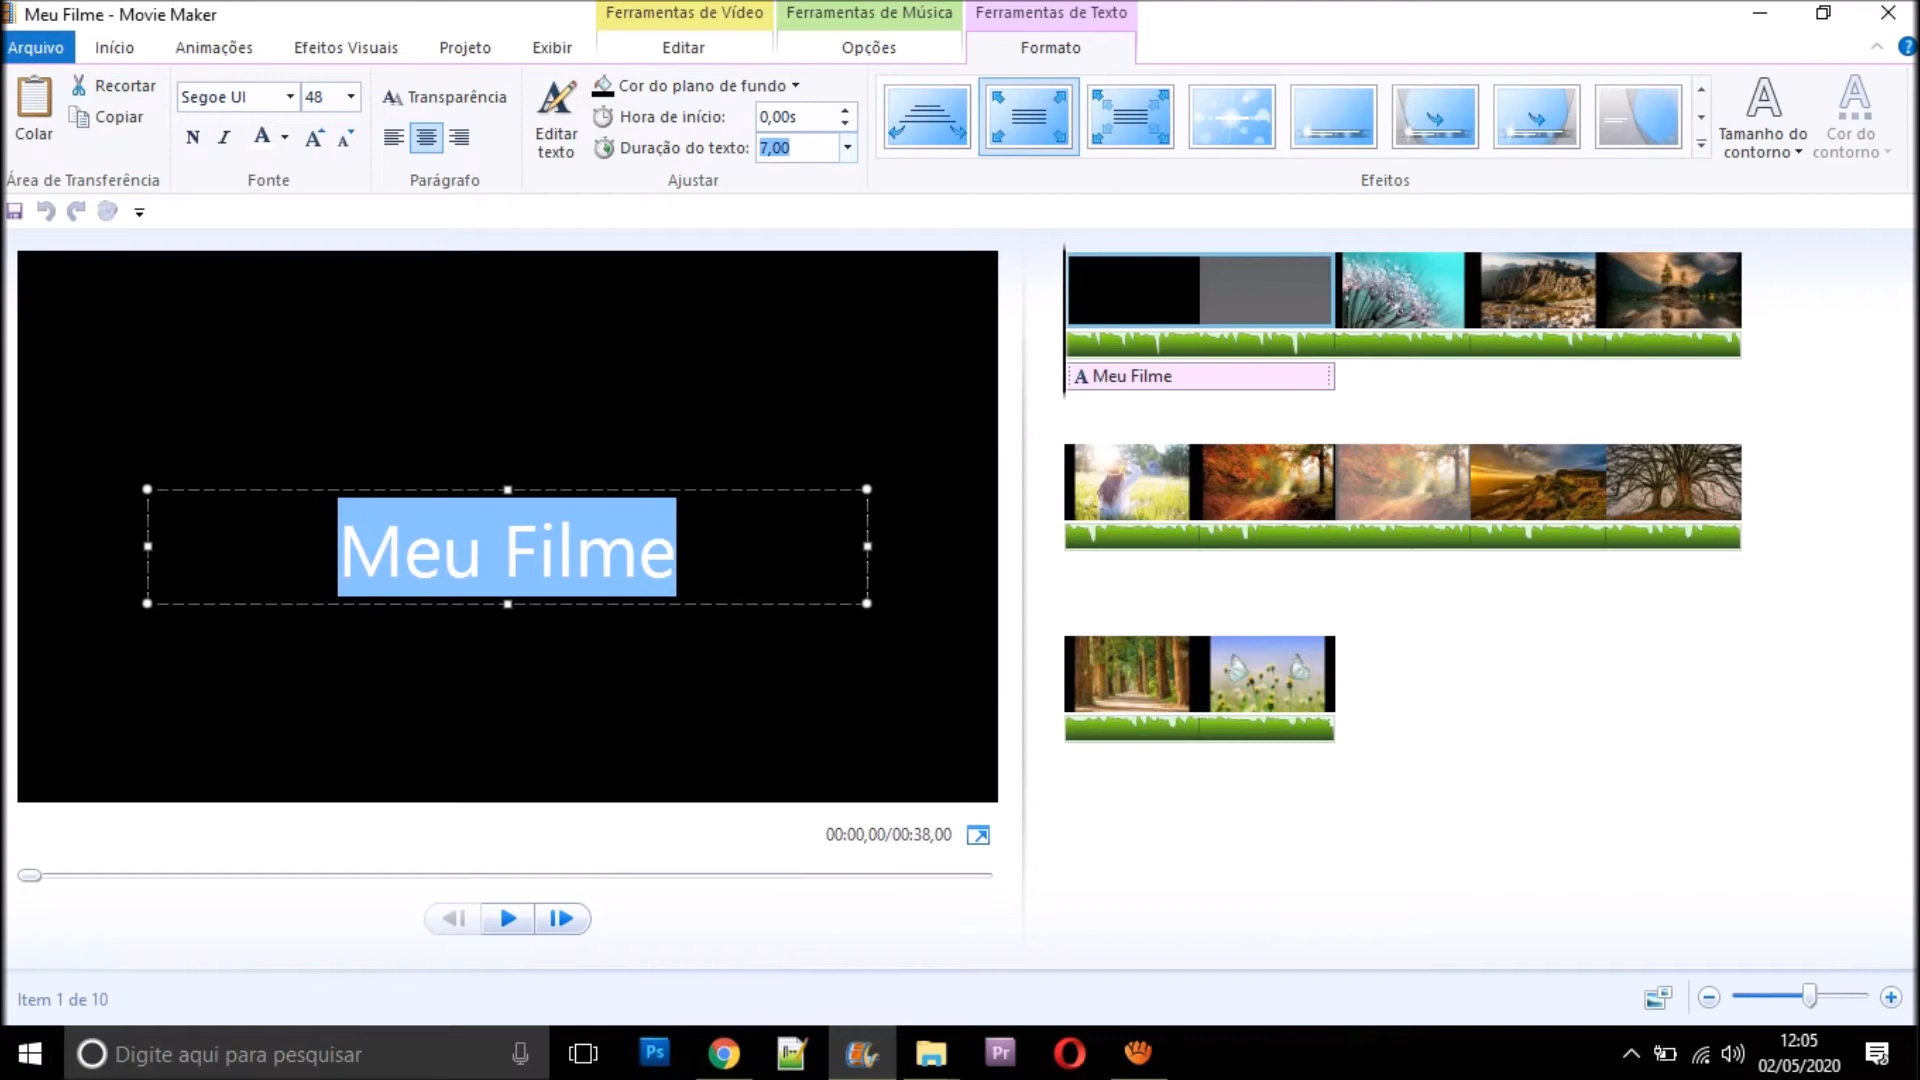 Meu Filme - Movie Maker
Ferramentas de Vídeo
Ferramentas de Música
Ferramentas de Texto
Arquivo
Início
Animações
Efeitos Visuais
Projeto
Exibir
Editar
Opções
Formato
Colar
Recortar
Copiar
Área de Transferência
Segoe UI
48
N I A A A
Fonte
Transparência
Parágrafo
Editar
texto
Cor do plano de fundo
Hora de início: 0,00s
Duração do texto: 7,00
Ajustar
Efeitos
Tamanho do
contorno
Cor do
contorno
Meu Filme
A Meu Filme
00:00,00/00:38,00
Item 1 de 10
Digite aqui para pesquisar
Ps
Pr
12:05
02/05/2020